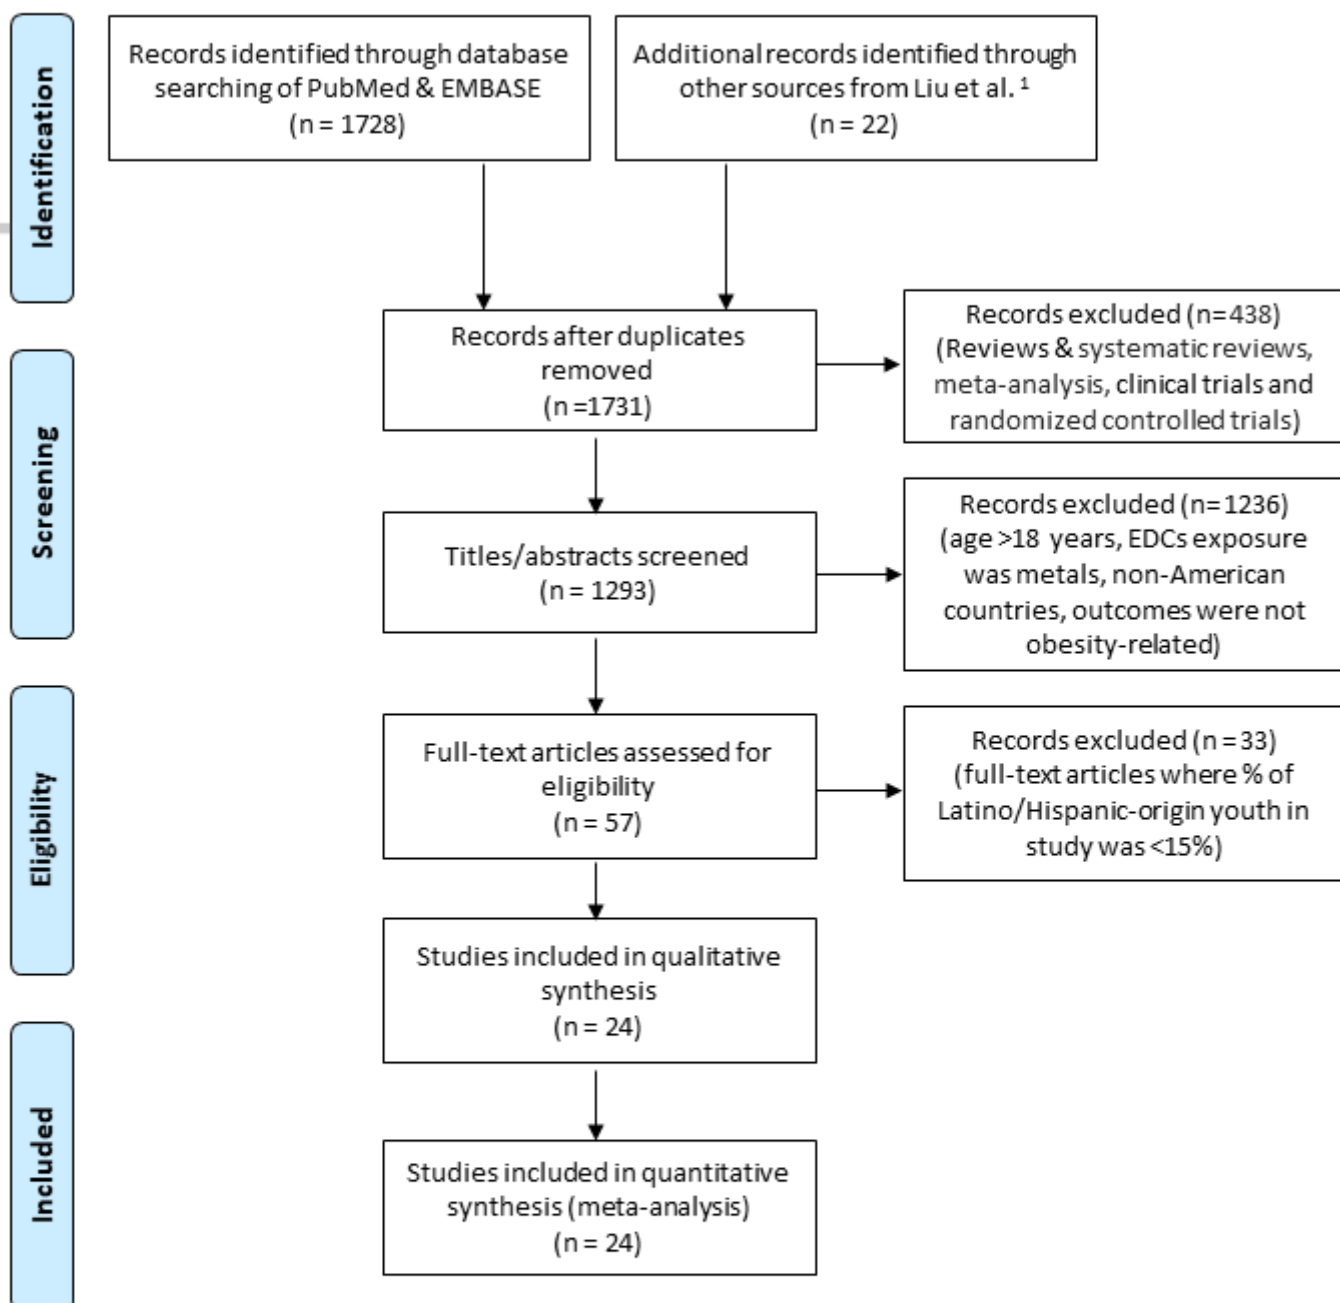 Identification
Records identified through database
searching of PubMed & EMBASE
(n = 1728)
Additional records identified through
other sources from Liu et al. ¹
(n = 22)
Screening
Records after duplicates
removed
(n =1731)
Records excluded (n=438)
(Reviews & systematic reviews,
meta-analysis, clinical trials and
randomized controlled trials)
Titles/abstracts screened
(n = 1293)
Records excluded (n=1236)
(age >18 years, EDCs exposure
was metals, non-American
countries, outcomes were not
obesity-related)
Eligibility
Full-text articles assessed for
eligibility
(n = 57)
Records excluded (n = 33)
(full-text articles where % of
Latino/Hispanic-origin youth in
study was <15%)
Studies included in qualitative
synthesis
(n = 24)
Included
Studies included in quantitative
synthesis (meta-analysis)
(n = 24)